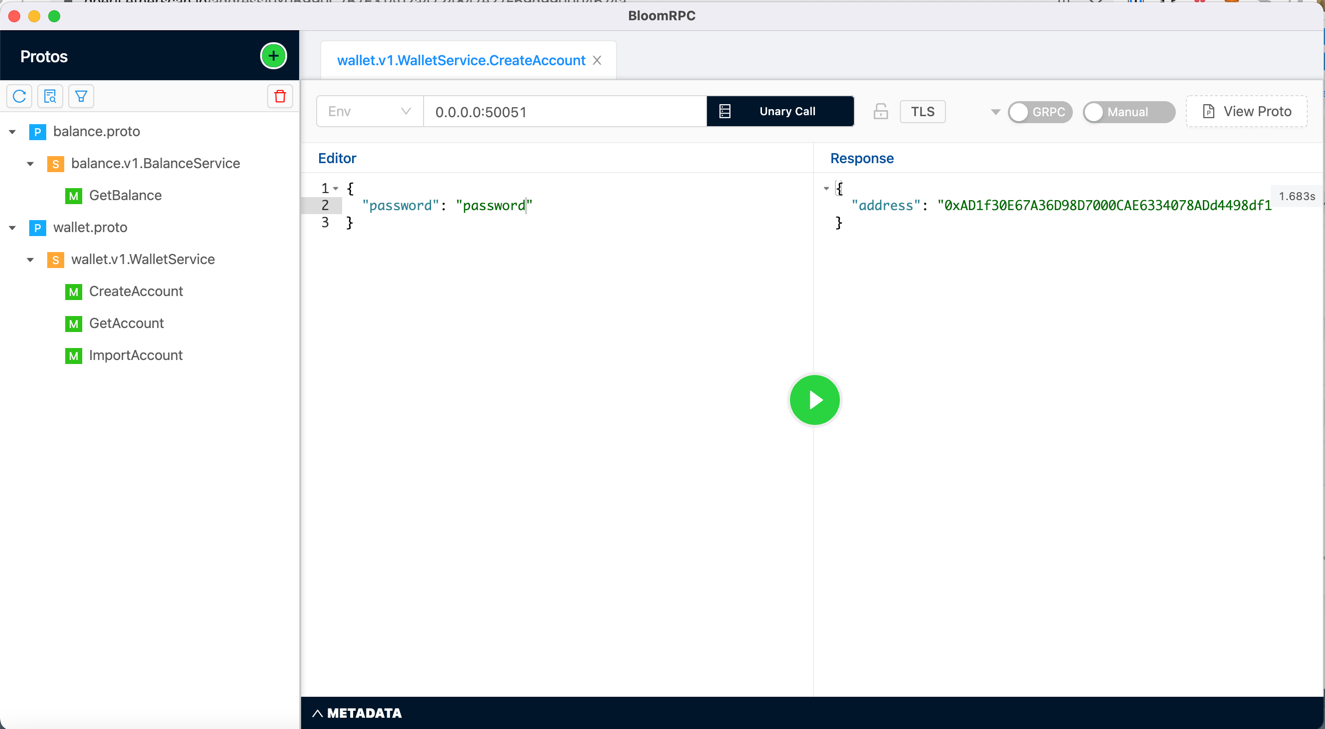 BloomRPC
Protos
+
wallet.v1.WalletService.CreateAccount
Env
0.0.0.0:50051
Unary Call
TLS
GRPC
Manual
View Proto
P balance.proto
S balance.v1.BalanceService
M GetBalance
P wallet.proto
S wallet.v1.WalletService
M CreateAccount
M GetAccount
M ImportAccount
Editor
1 {
2 "password": "password"
3 }
Response
{
"address": "0xAD1f30E67A36D98D7000CAE6334078ADd4498df1
}
1.683s
METADATA